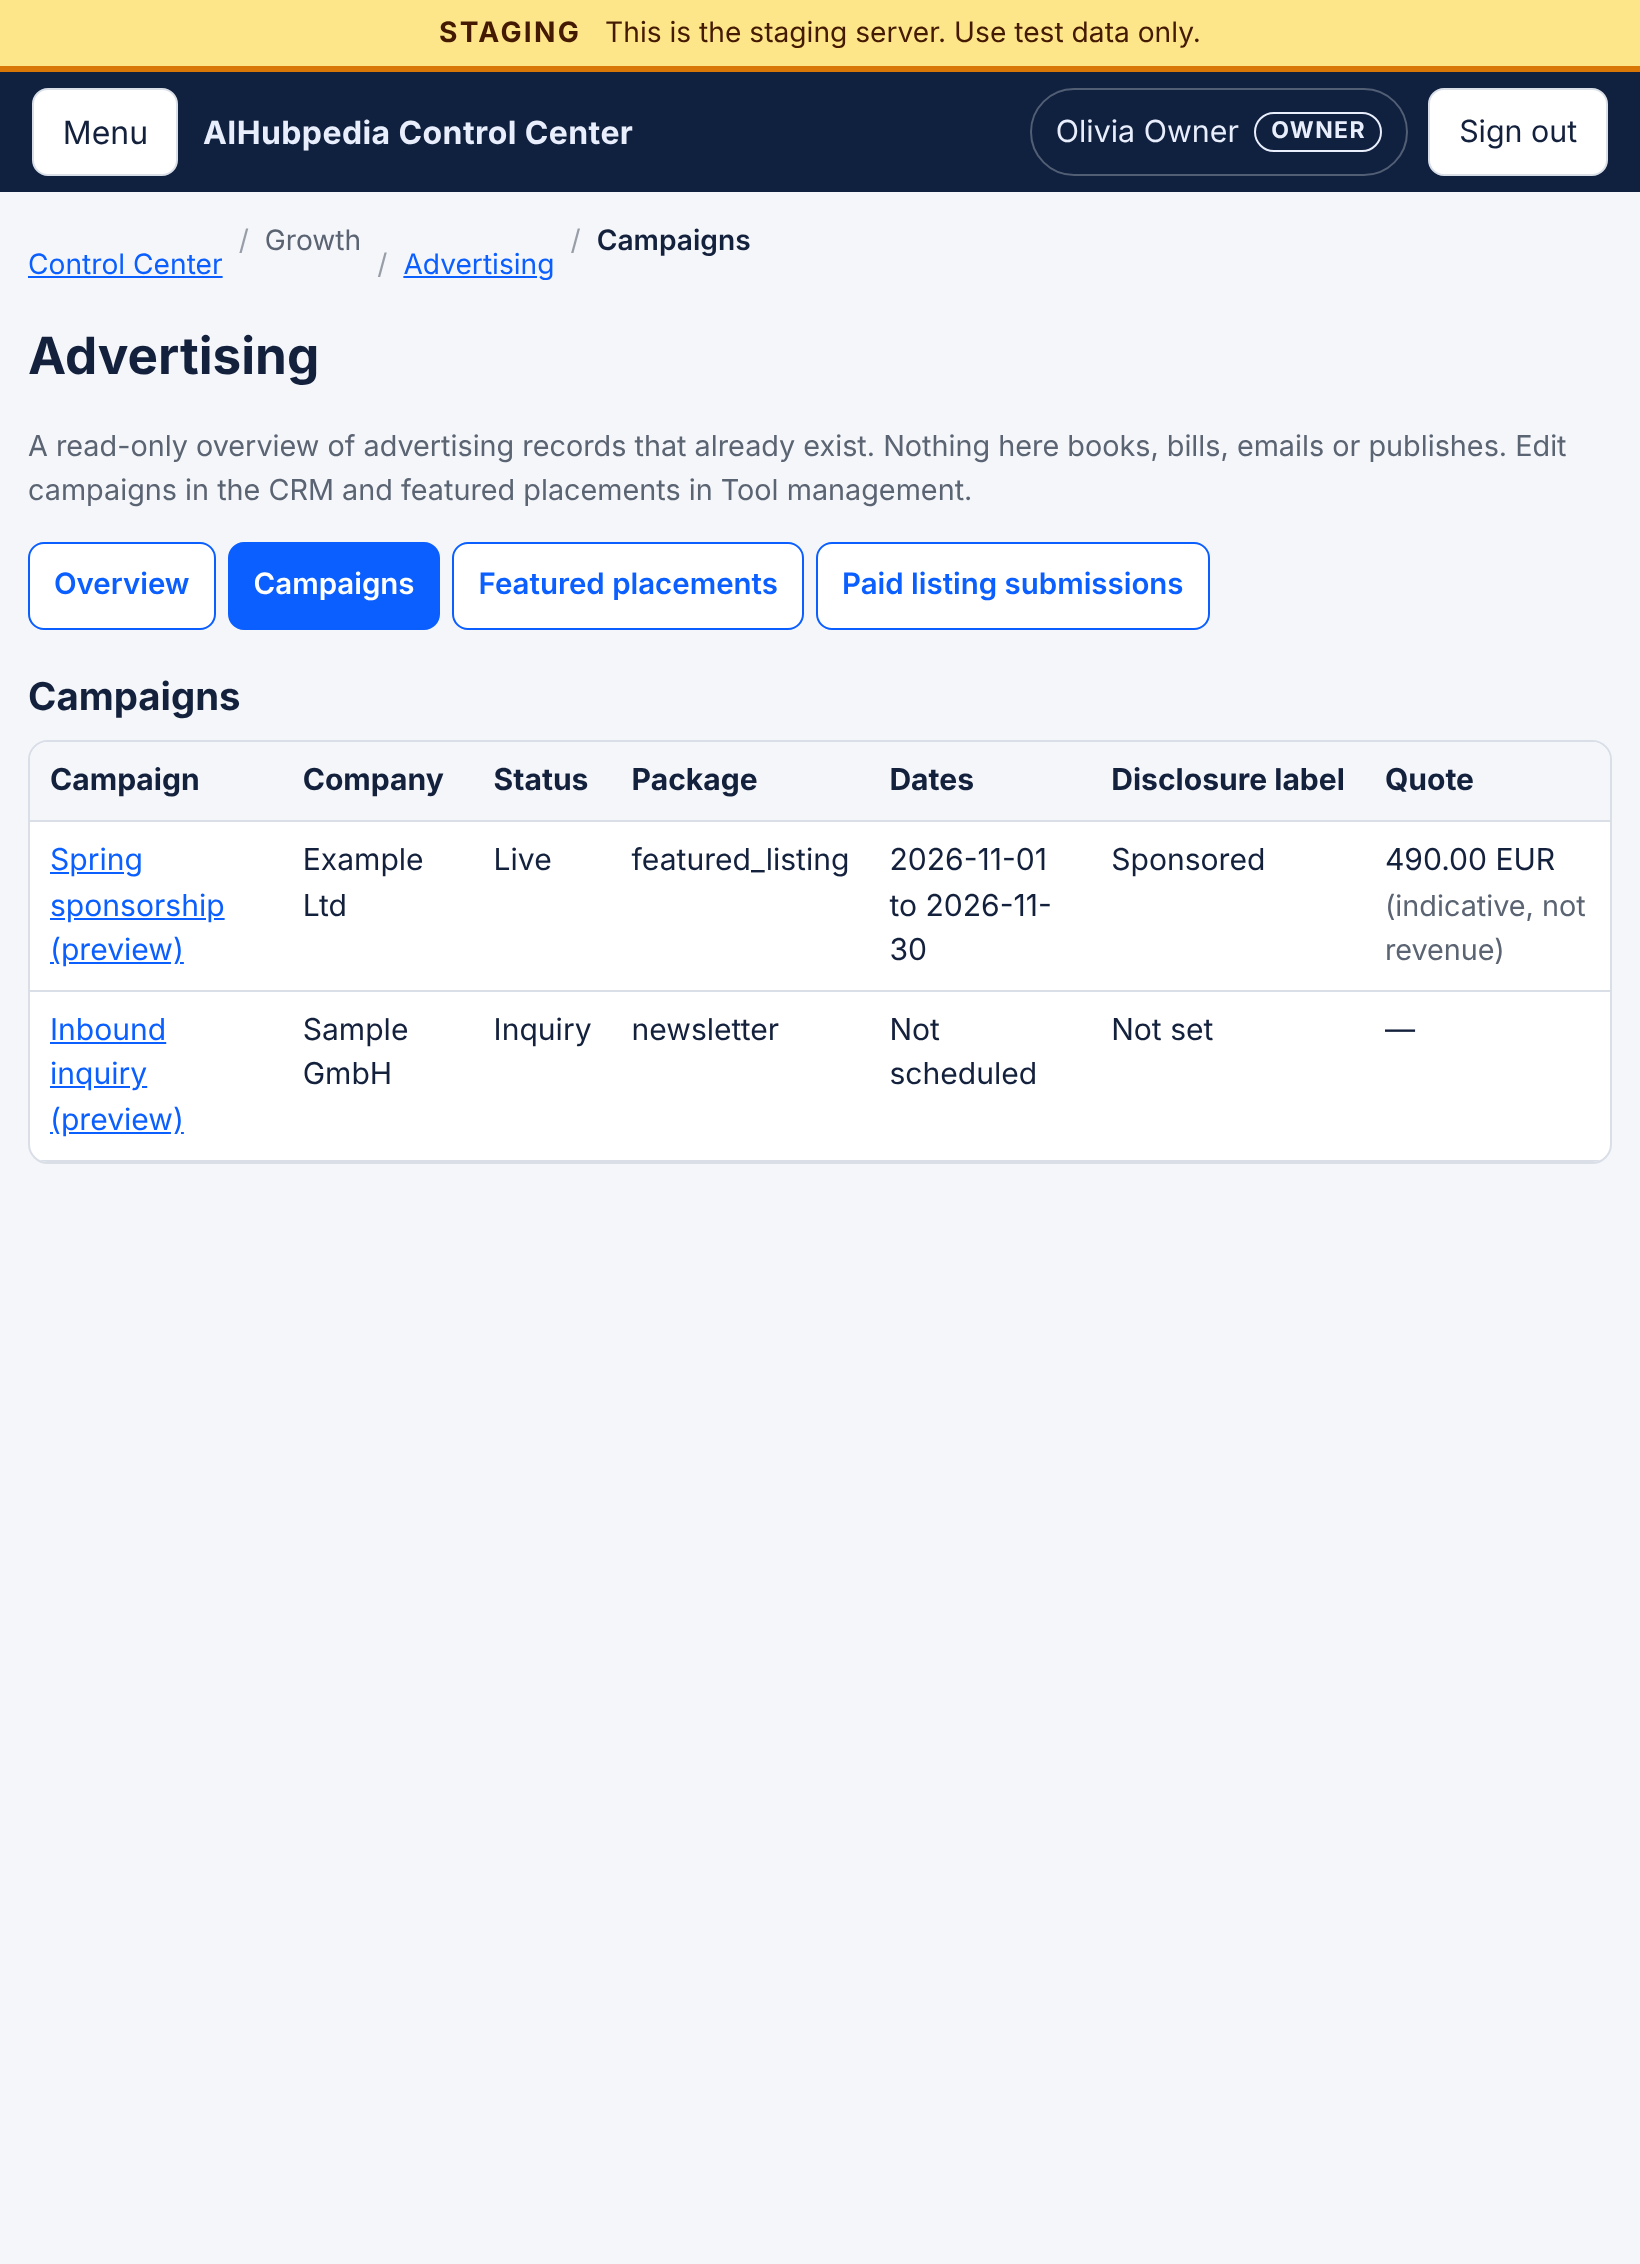 STAGING This is the staging server. Use test data only.
Menu AIHubpedia Control Center Olivia Owner OWNER Sign out
Control Center / Growth / Advertising / Campaigns
Advertising
A read-only overview of advertising records that already exist. Nothing here books, bills, emails or publishes. Edit
campaigns in the CRM and featured placements in Tool management.
Overview Campaigns Featured placements Paid listing submissions
Campaigns
Campaign Company Status Package Dates Disclosure label Quote
Spring Example Live featured_listing 2026-11-01 Sponsored 490.00 EUR
sponsorship Ltd to 2026-11- (indicative, not
(preview) 30 revenue)
Inbound Sample Inquiry newsletter Not Not set —
inquiry GmbH scheduled
(preview)